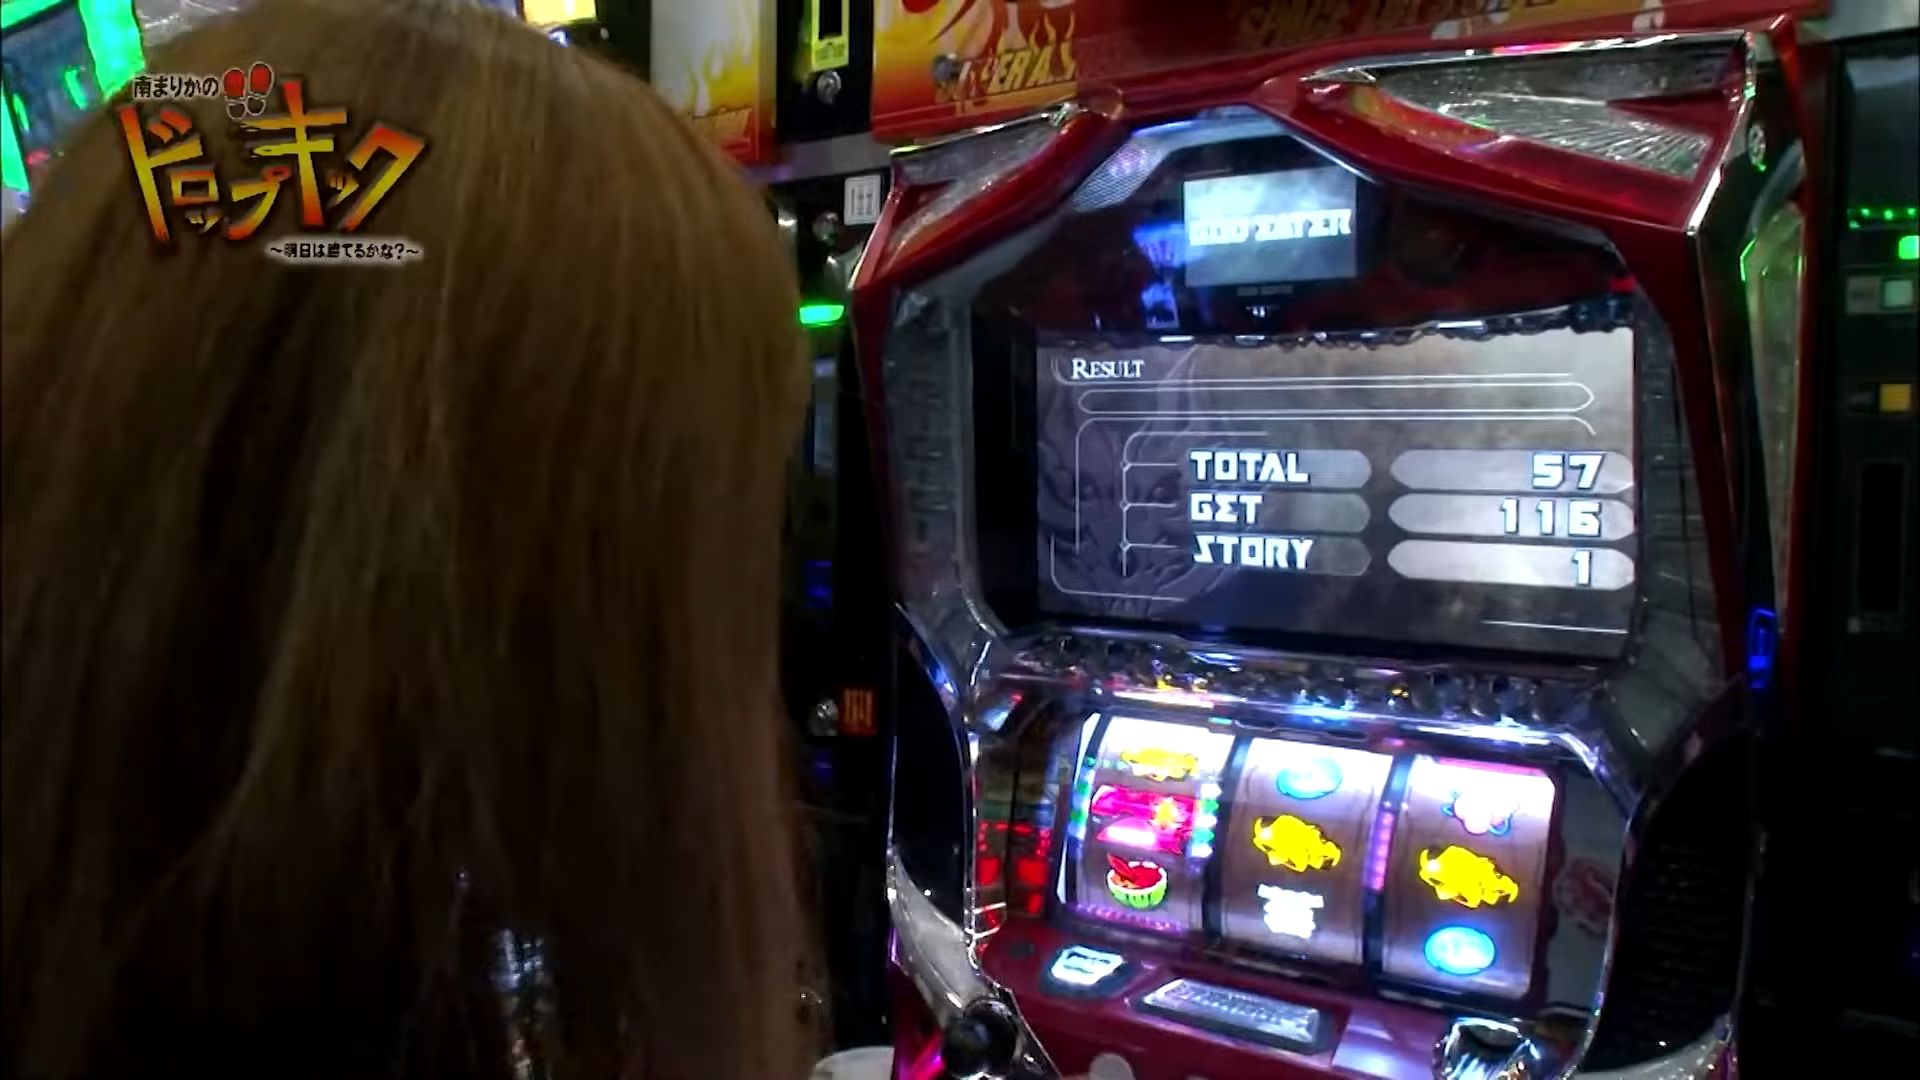 南まりかの
ドロップキック
～明日は勝てるかな?～
GOD EATER
RESULT
TOTAL 57
GET 116
STORY 1